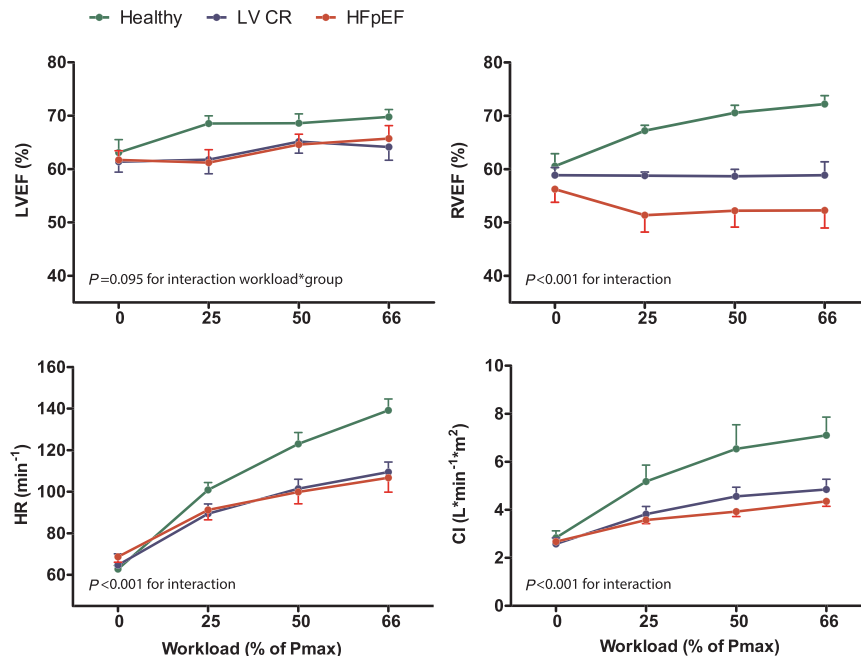 Healthy LV CR HFpEF
LVEF (%)
80
70
60
50
40
P=0.095 for interaction workload*group
0 25 50 66
RVEF (%)
80
70
60
50
40
P<0.001 for interaction
0 25 50 66
HR (min⁻¹)
160
140
120
100
80
60
P<0.001 for interaction
0 25 50 66
Workload (% of Pmax)
CI (L*min⁻¹*m²)
10
8
6
4
2
0
P<0.001 for interaction
0 25 50 66
Workload (% of Pmax)